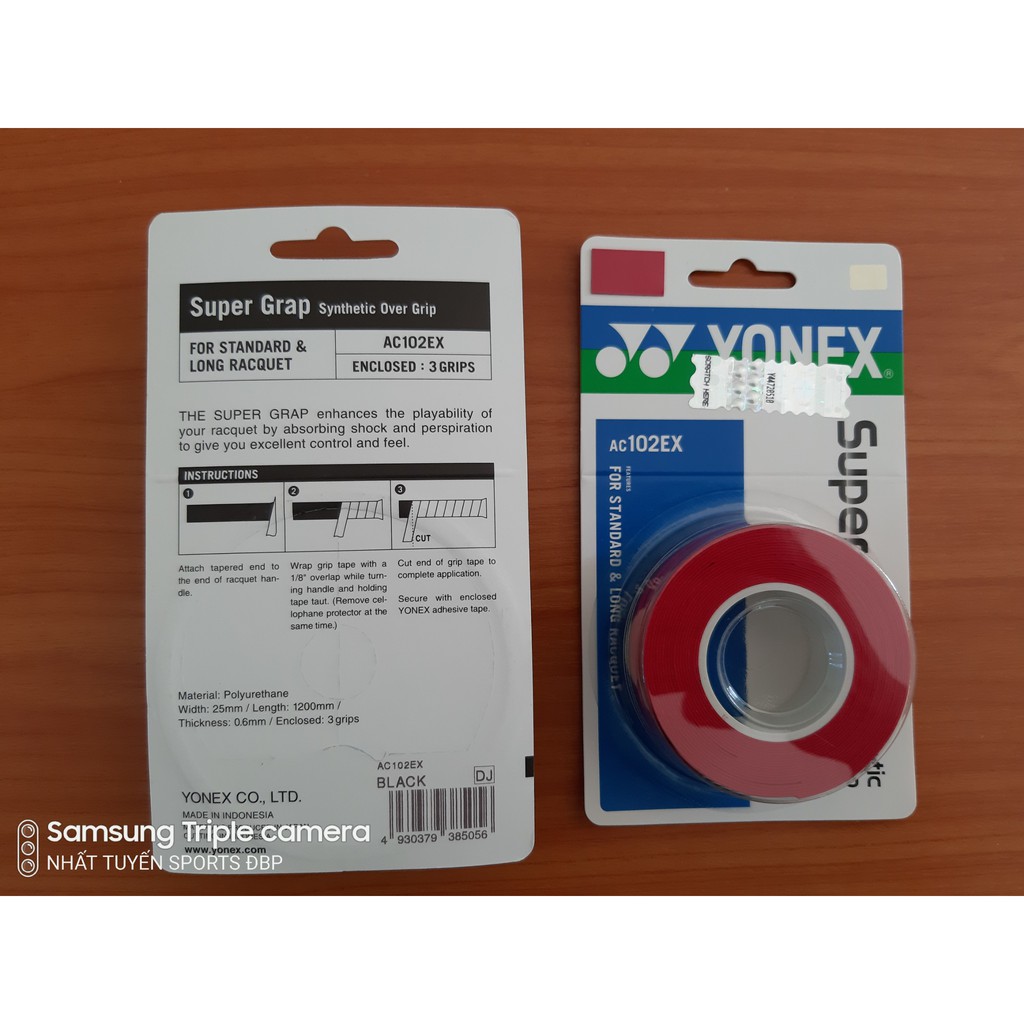 Super Grap Synthetic Over Grip
FOR STANDARD &
LONG RACQUET
AC102EX
ENCLOSED : 3 GRIPS
THE SUPER GRAP enhances the playability of
your racquet by absorbing shock and perspiration
to give you excellent control and feel.
INSTRUCTIONS
1
2
3
CUT
Attach tapered end to
the end of racquet han-
dle.
Wrap grip tape with a
1/8" overlap while turn-
ing handle and holding
tape taut. (Remove cel-
lophane protector at the
same time.)
Cut end of grip tape to
complete application.
Secure with enclosed
YONEX adhesive tape.
Material: Polyurethane
Width: 25mm / Length: 1200mm /
Thickness: 0.6mm / Enclosed: 3 grips
AC102EX
BLACK
DJ
YONEX CO., LTD.
MADE IN INDONESIA
www.yonex.com
4 930379 385056
YONEX ®
SCRATCH HERE
AC102EX
FEATURES
FOR STANDARD & LONG RACQUET
Super
Samsung Triple camera
NHẤT TUYẾN SPORTS ĐBP